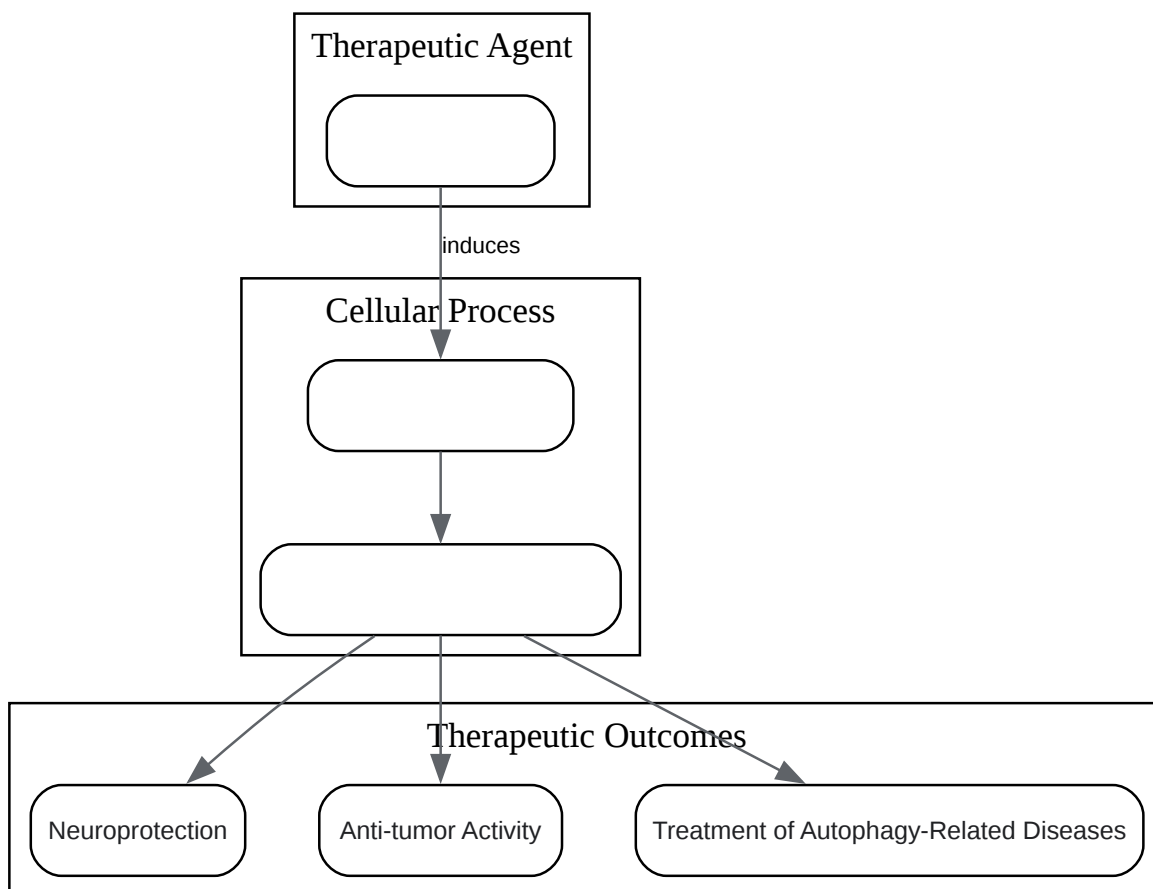 Therapeutic Agent
induces
Cellular Process
Therapeutic Outcomes
Neuroprotection
Anti-tumor Activity
Treatment of Autophagy-Related Diseases